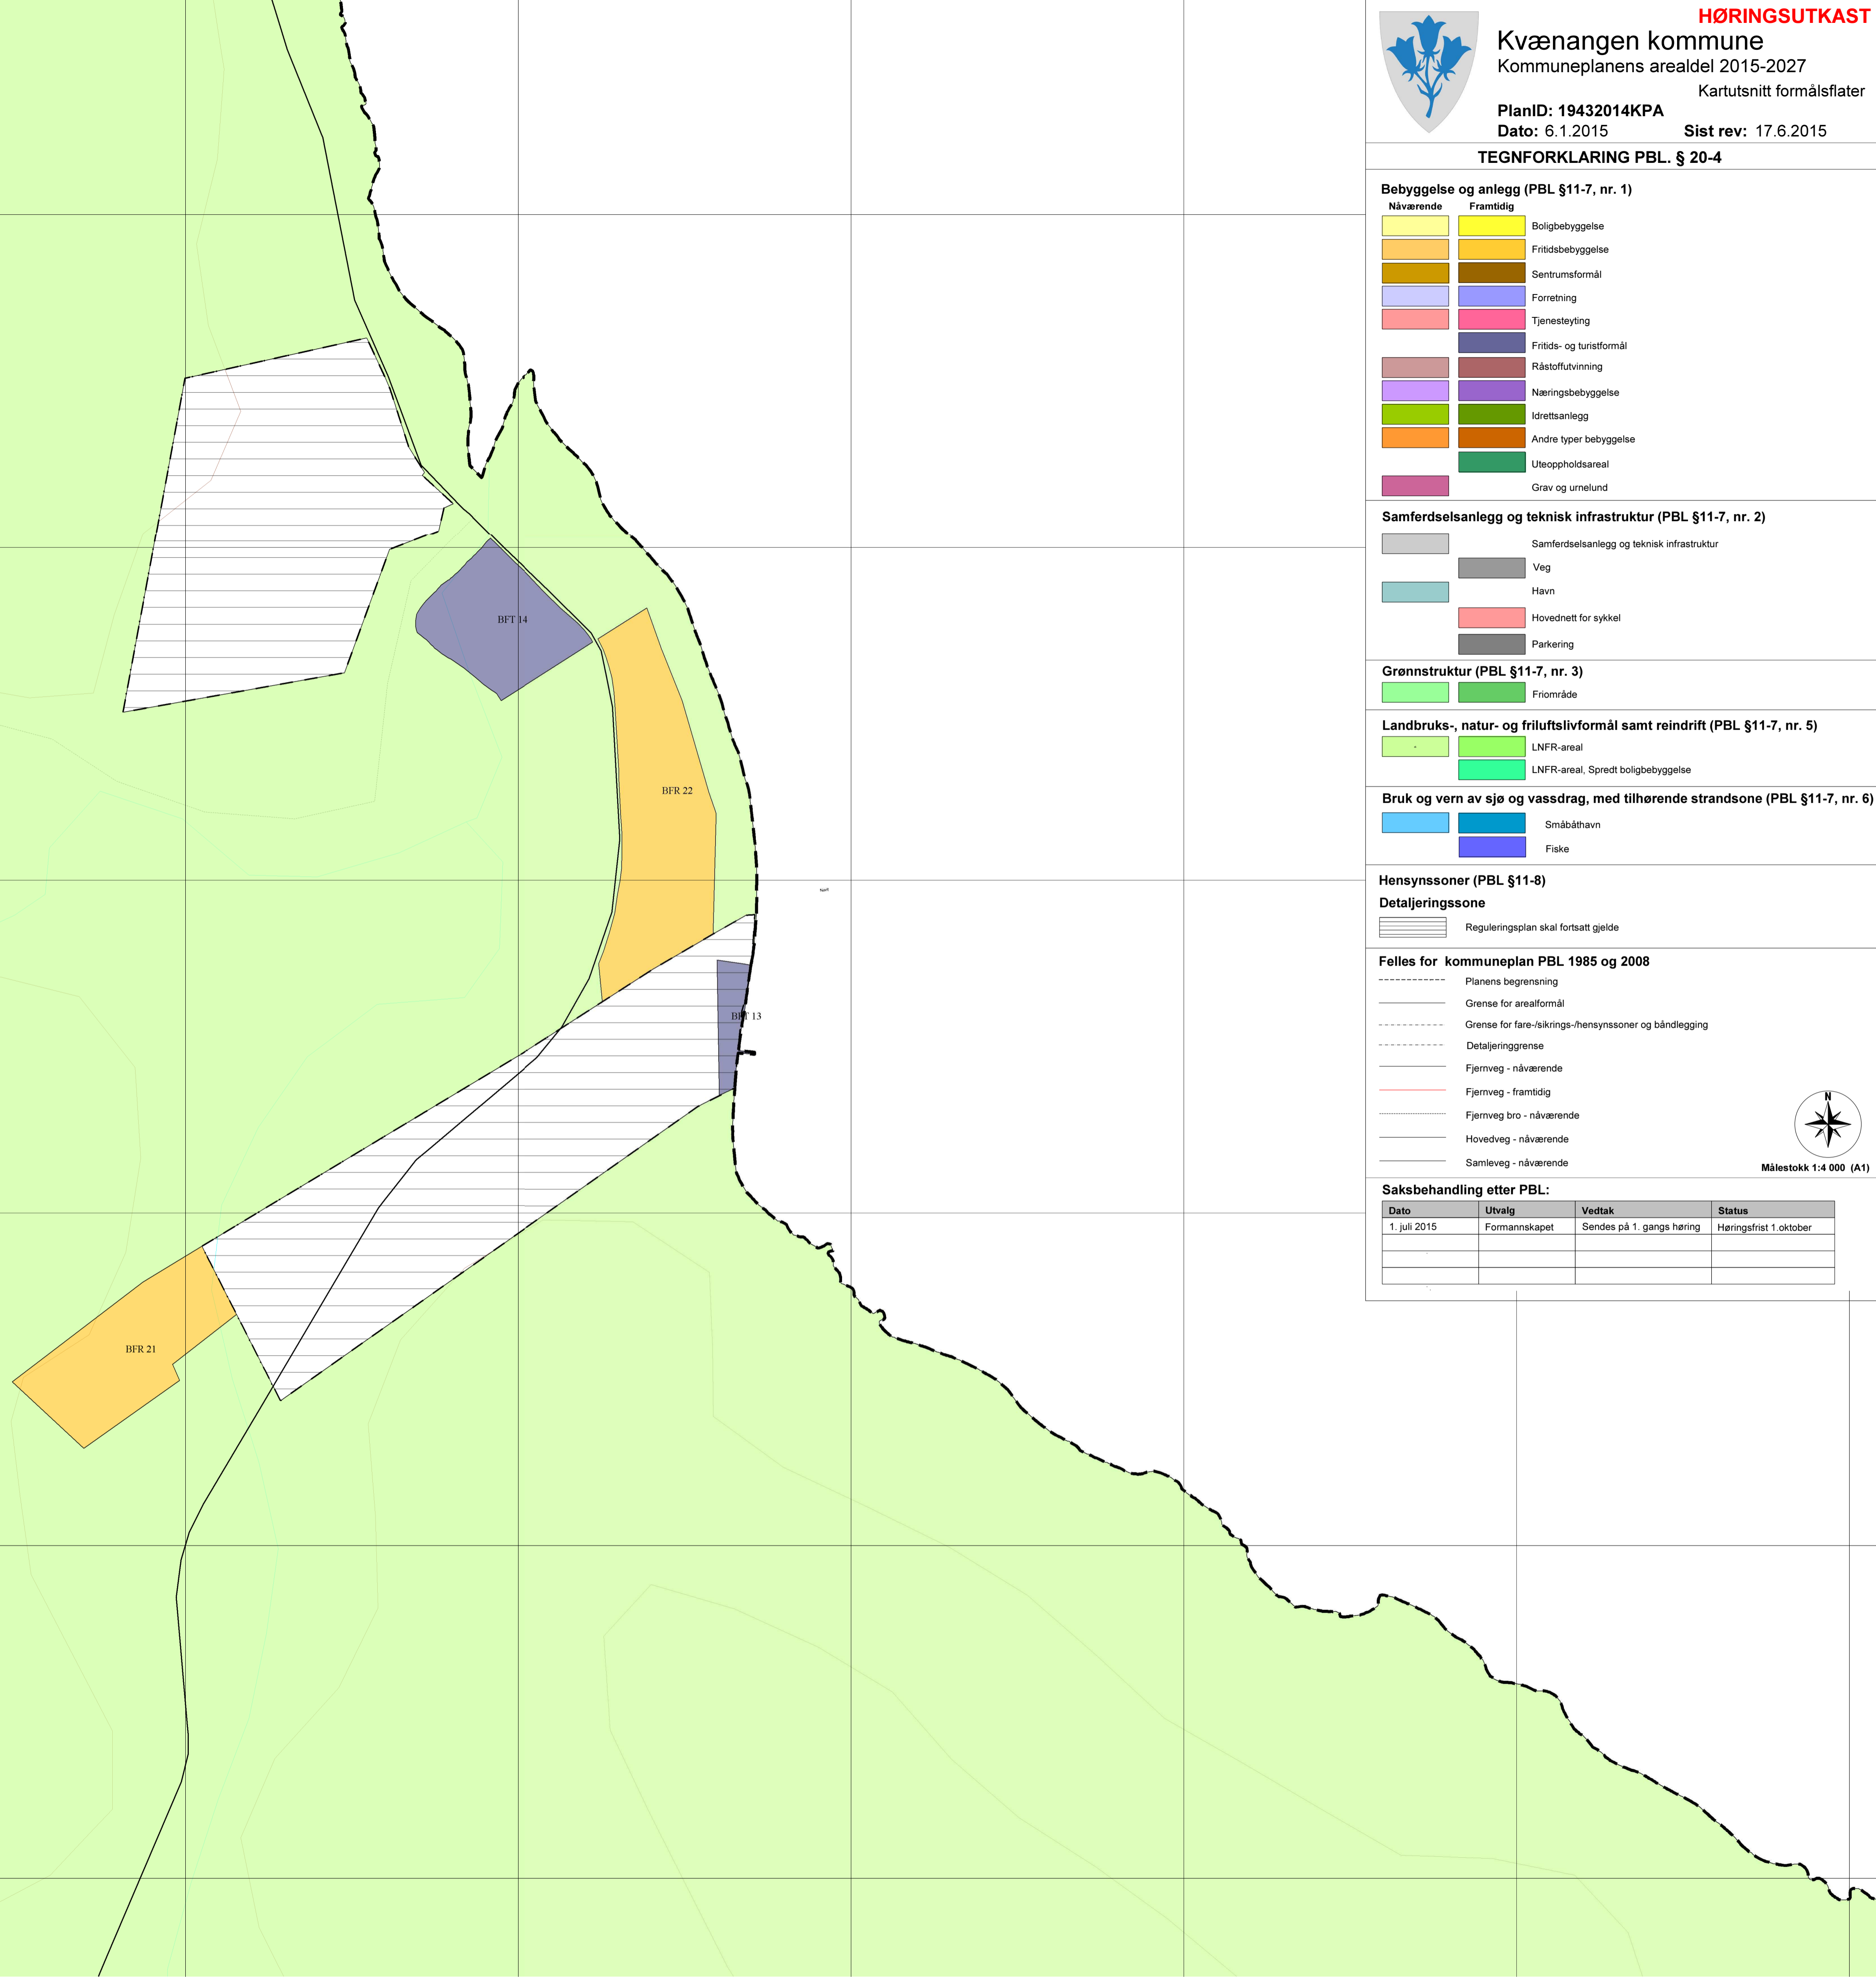 HØRINGSUTKAST
Kvænangen kommune
Kommuneplanens arealdel 2015-2027
Kartutsnitt formålsflater
PlanID: 19432014KPA
Dato: 6.1.2015 Sist rev: 17.6.2015
TEGNFORKLARING PBL. § 20-4
Bebyggelse og anlegg (PBL §11-7, nr. 1)
Nåværende Framtidig
Boligbebyggelse
Fritidsbebyggelse
Sentrumsformål
Forretning
Tjenesteyting
Fritids- og turistformål
Råstoffutvinning
Næringsbebyggelse
Idrettsanlegg
Andre typer bebyggelse
Uteoppholdsareal
Grav og urnelund
Samferdselsanlegg og teknisk infrastruktur (PBL §11-7, nr. 2)
Samferdselsanlegg og teknisk infrastruktur
Veg
Havn
Hovednett for sykkel
Parkering
Grønnstruktur (PBL §11-7, nr. 3)
Friområde
Landbruks-, natur- og friluftslivformål samt reindrift (PBL §11-7, nr. 5)
LNFR-areal
LNFR-areal, Spredt boligbebyggelse
Bruk og vern av sjø og vassdrag, med tilhørende strandsone (PBL §11-7, nr. 6)
Småbåthavn
Fiske
Hensynssoner (PBL §11-8)
Detaljeringssone
Reguleringsplan skal fortsatt gjelde
Felles for kommuneplan PBL 1985 og 2008
Planens begrensning
Grense for arealformål
Grense for fare-/sikrings-/hensynssoner og båndlegging
Detaljeringgrense
Fjernveg - nåværende
Fjernveg - framtidig
Fjernveg bro - nåværende
Hovedveg - nåværende
Samleveg - nåværende
N
Målestokk 1:4 000 (A1)
Saksbehandling etter PBL:
Dato Utvalg Vedtak Status
1. juli 2015 Formannskapet Sendes på 1. gangs høring Høringsfrist 1.oktober
BFT 14
BFR 22
BFT 13
BFR 21